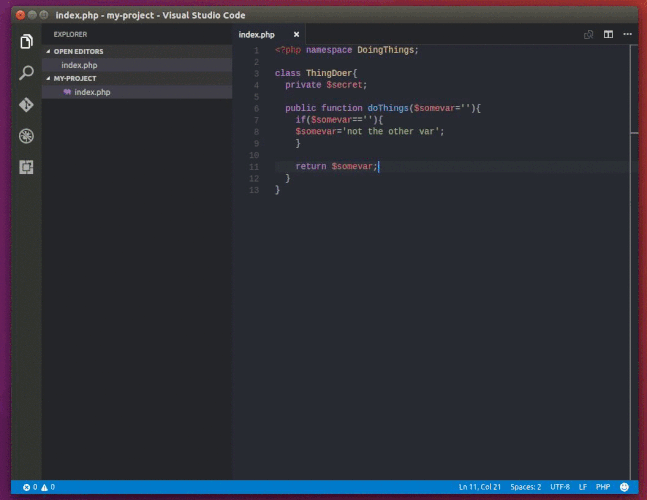 index.php - my-project - Visual Studio Code
EXPLORER
OPEN EDITORS
index.php
MY-PROJECT
index.php
index.php ×
1 <?php namespace DoingThings;
2
3 class ThingDoer{
4   private $secret;
5
6   public function doThings($somevar=''){
7     if($somevar==''){
8     $somevar='not the other var';
9     }
10
11     return $somevar;
12   }
13 }
0 0 Ln 11, Col 21 Spaces: 2 UTF-8 LF PHP